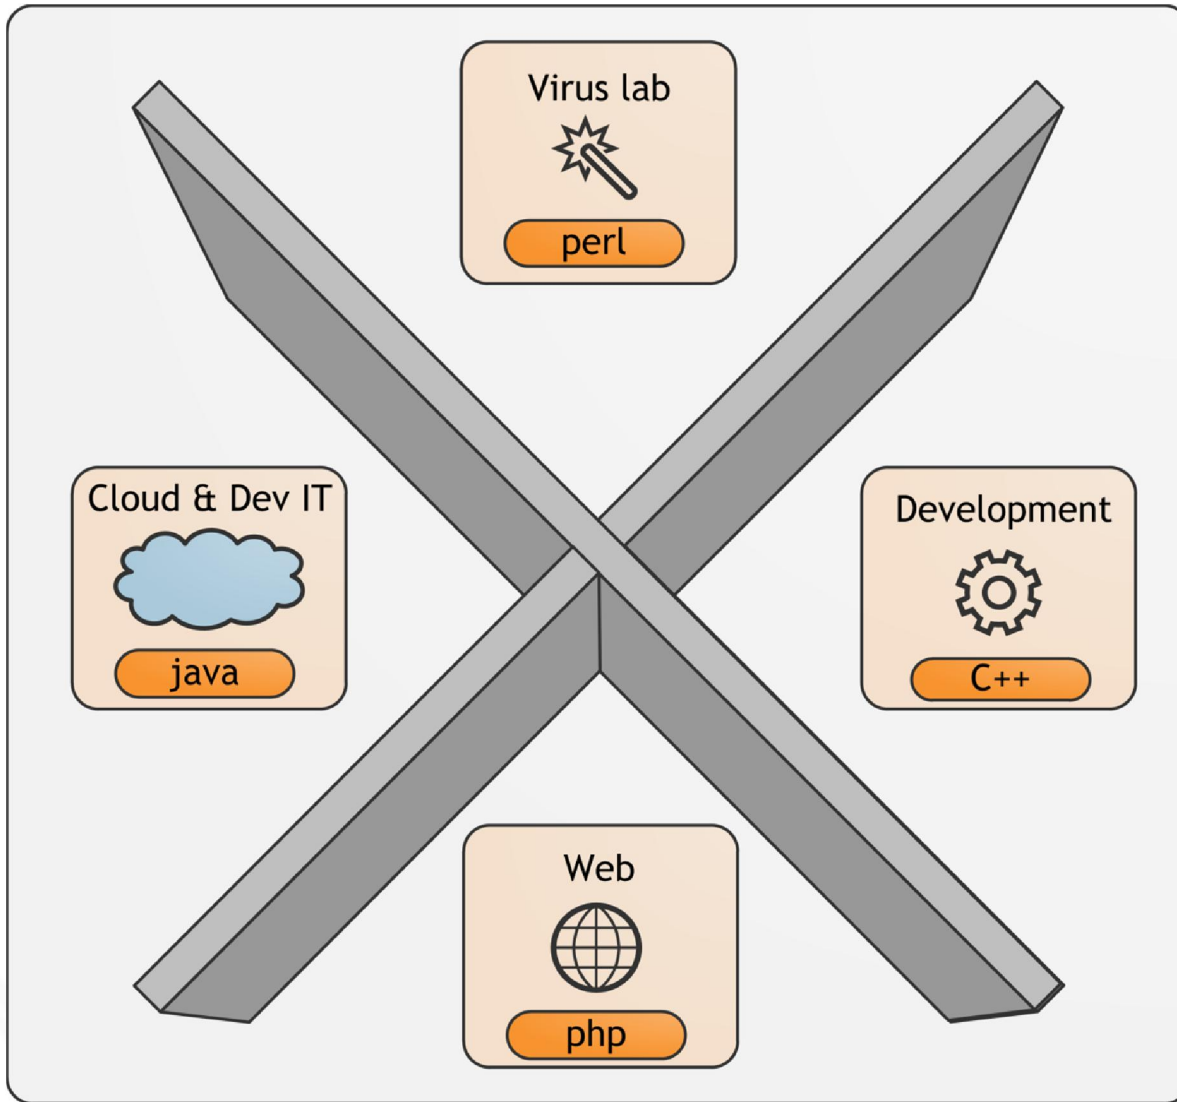 Virus lab
perl
Cloud & Dev IT
java
Development
C++
Web
php